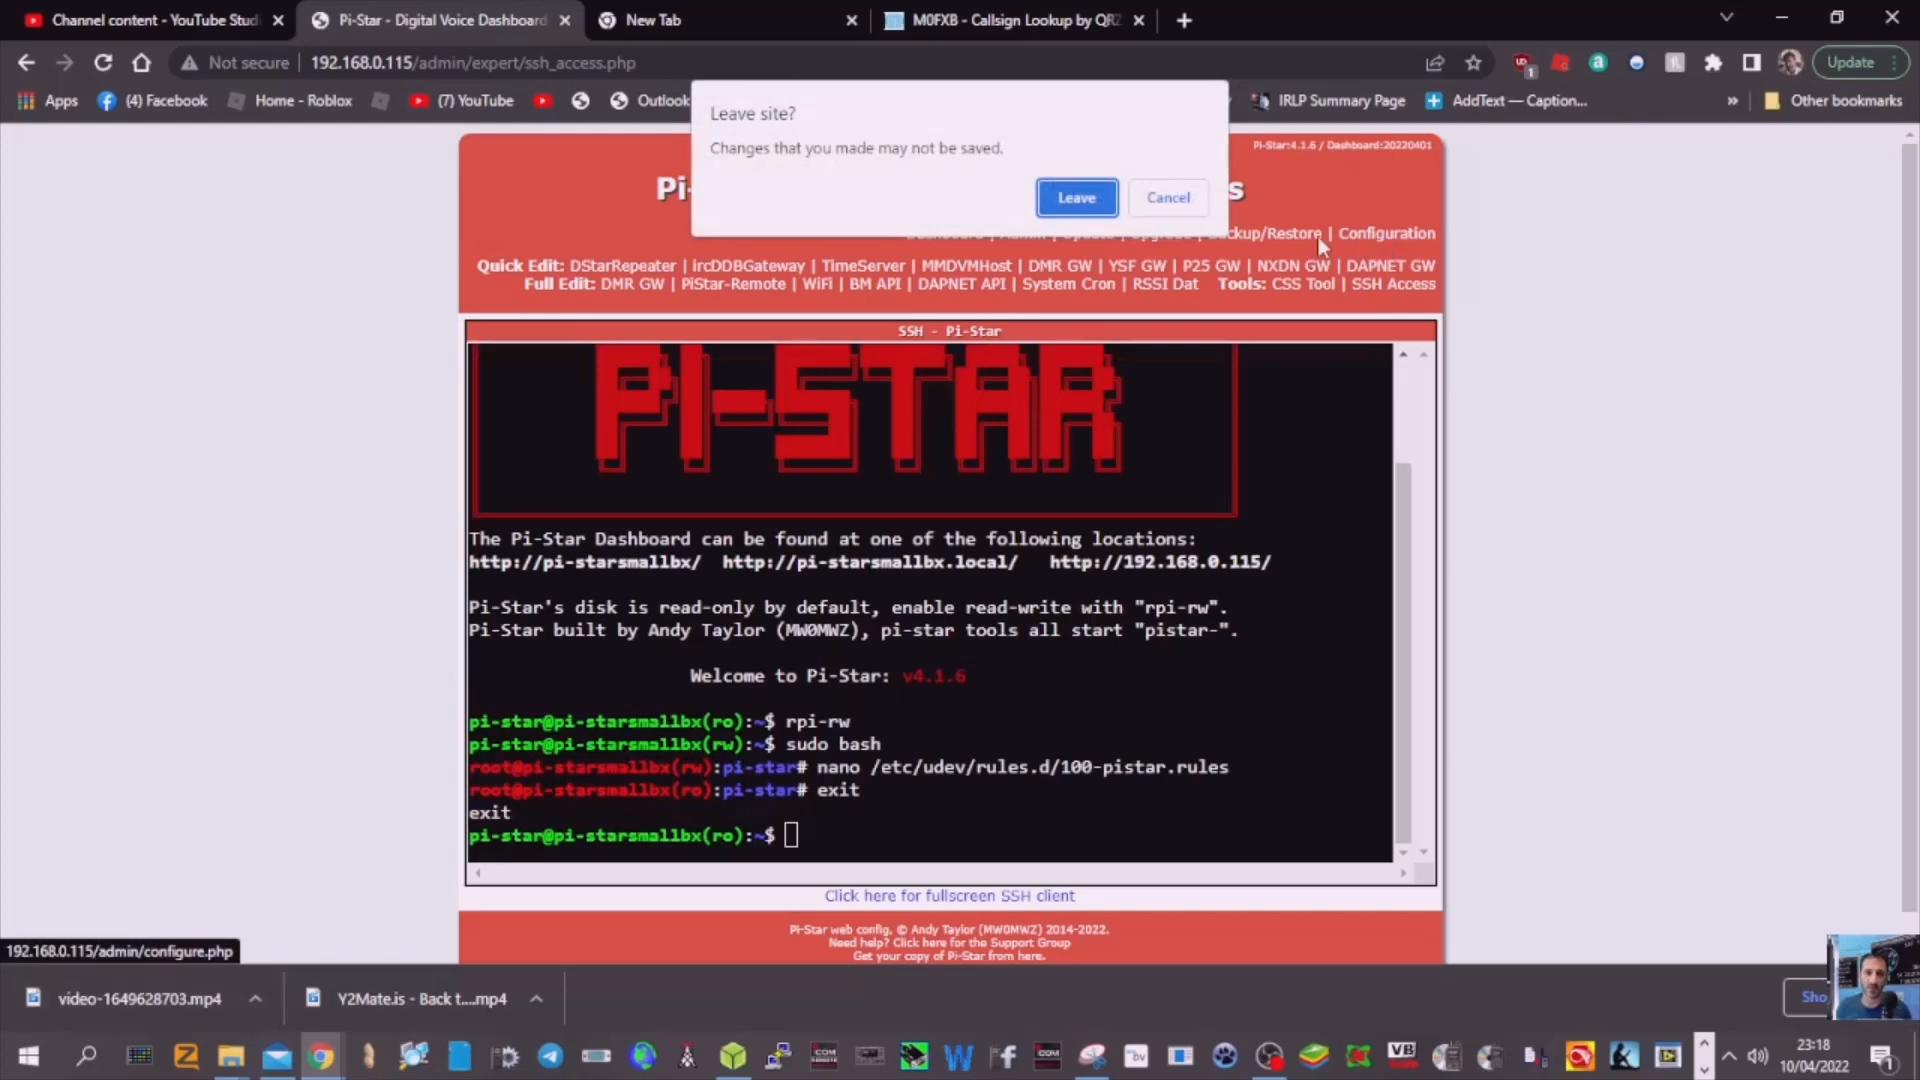 Channel content - YouTube Studi
Pi-Star - Digital Voice Dashboard
New Tab
M0FXB - Callsign Lookup by QRZ
Not secure
192.168.0.115/admin/expert/ssh_access.php
Update
Apps
(4) Facebook
Home - Roblox
(7) YouTube
Outlook
IRLP Summary Page
AddText — Caption...
»
Other bookmarks
Leave site?
Changes that you made may not be saved.
Leave
Cancel
Pi-Star:4.1.6 / Dashboard:20220401
Pi-
s
Dashboard | Admin | Update | Upgrade | Backup/Restore | Configuration
Quick Edit: DStarRepeater | ircDDBGateway | TimeServer | MMDVMHost | DMR GW | YSF GW | P25 GW | NXDN GW | DAPNET GW
Full Edit: DMR GW | PiStar-Remote | WiFi | BM API | DAPNET API | System Cron | RSSI Dat Tools: CSS Tool | SSH Access
SSH - Pi-Star
PI-STAR
The Pi-Star Dashboard can be found at one of the following locations:
http://pi-starsmallbx/ http://pi-starsmallbx.local/ http://192.168.0.115/
Pi-Star's disk is read-only by default, enable read-write with "rpi-rw".
Pi-Star built by Andy Taylor (MW0MWZ), pi-star tools all start "pistar-".
Welcome to Pi-Star: v4.1.6
pi-star@pi-starsmallbx(ro):~$ rpi-rw
pi-star@pi-starsmallbx(rw):~$ sudo bash
root@pi-starsmallbx(rw):pi-star# nano /etc/udev/rules.d/100-pistar.rules
root@pi-starsmallbx(ro):pi-star# exit
exit
pi-star@pi-starsmallbx(ro):~$
Click here for fullscreen SSH client
Pi-Star web config, © Andy Taylor (MW0MWZ) 2014-2022.
Need help? Click here for the Support Group
Get your copy of Pi-Star from here.
192.168.0.115/admin/configure.php
video-1649628703.mp4
Y2Mate.is - Back t....mp4
Sho
23:18
10/04/2022